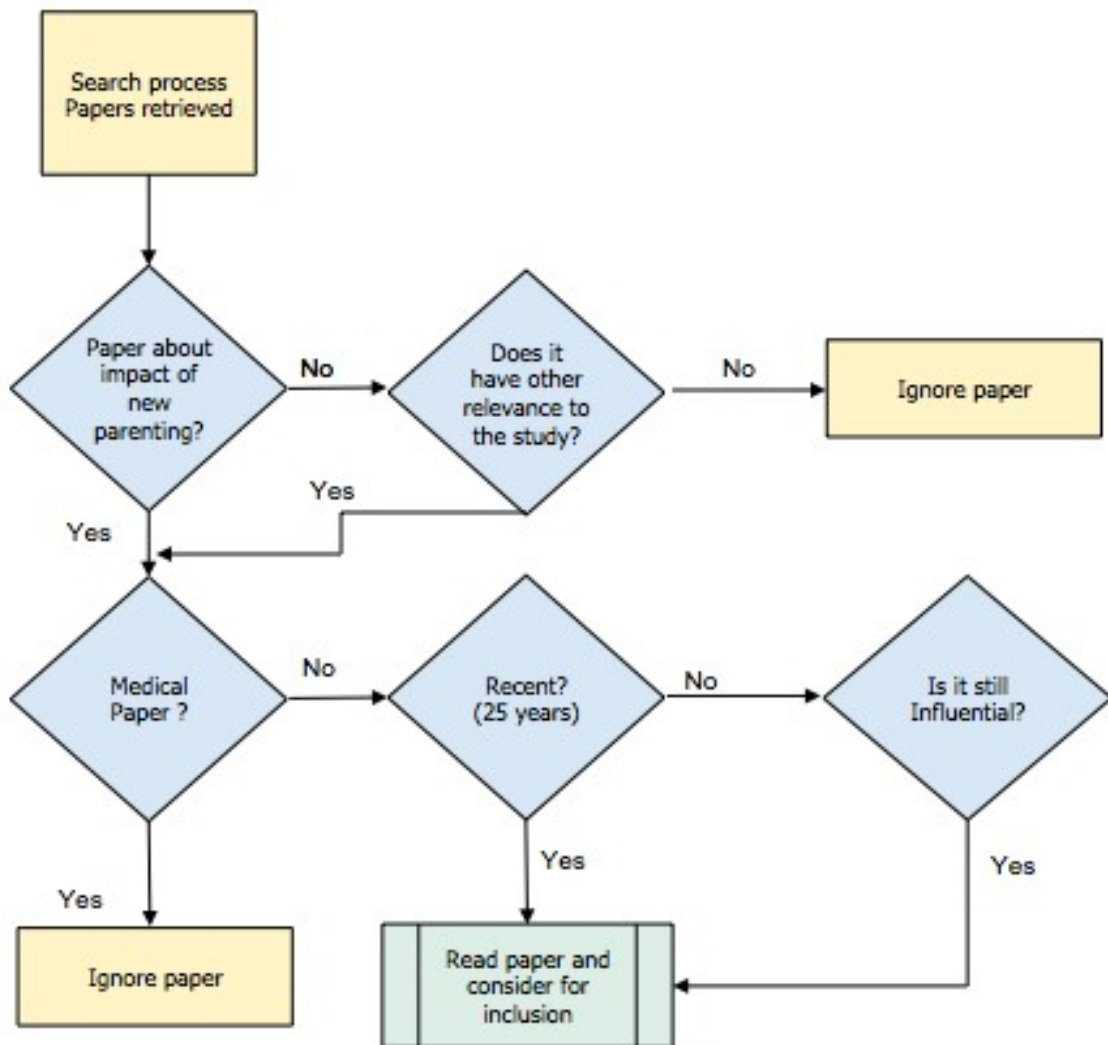 Search process
Papers retrieved
Paper about
impact of
new
parenting?
No
Does it
have other
relevance to
the study?
No
Ignore paper
Yes
Yes
Medical
Paper ?
No
Recent?
(25 years)
No
Is it still
Influential?
Yes
Yes
Yes
Ignore paper
Read paper and
consider for
inclusion